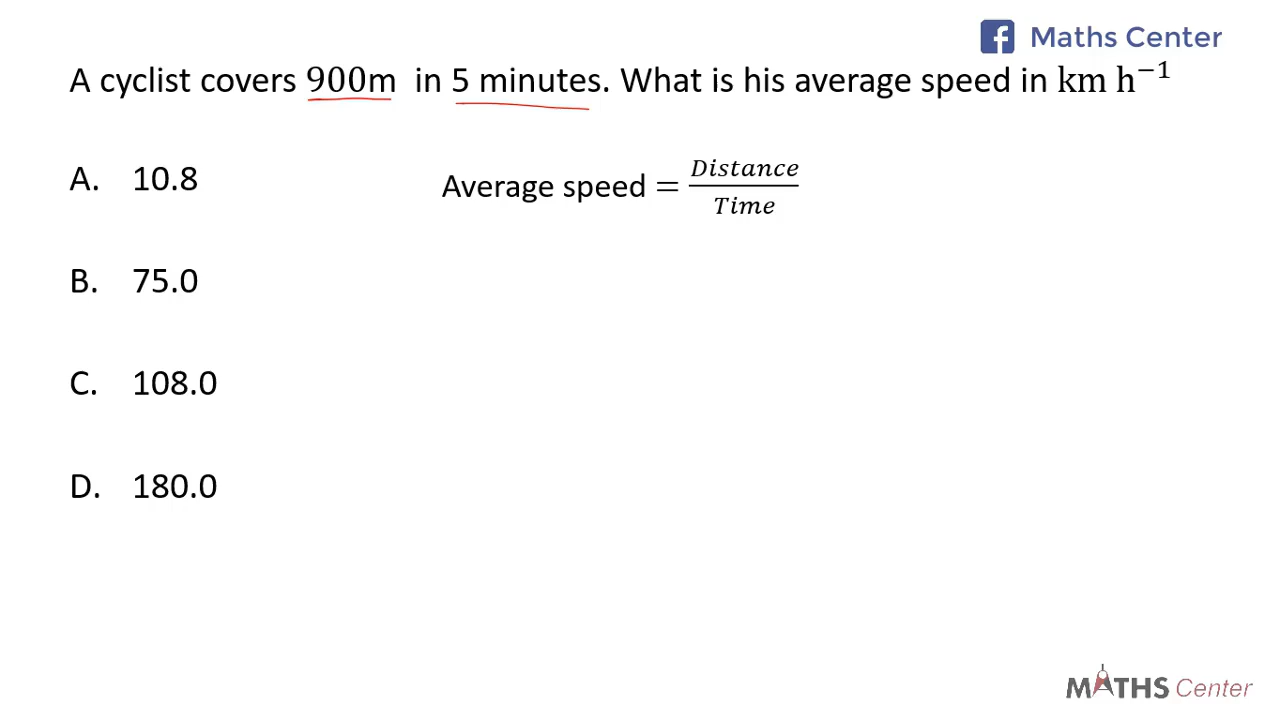 Maths Center
A cyclist covers 900m in 5 minutes. What is his average speed in km h⁻¹
A. 10.8
Average speed = Distance / Time
B. 75.0
C. 108.0
D. 180.0
MATHS Center